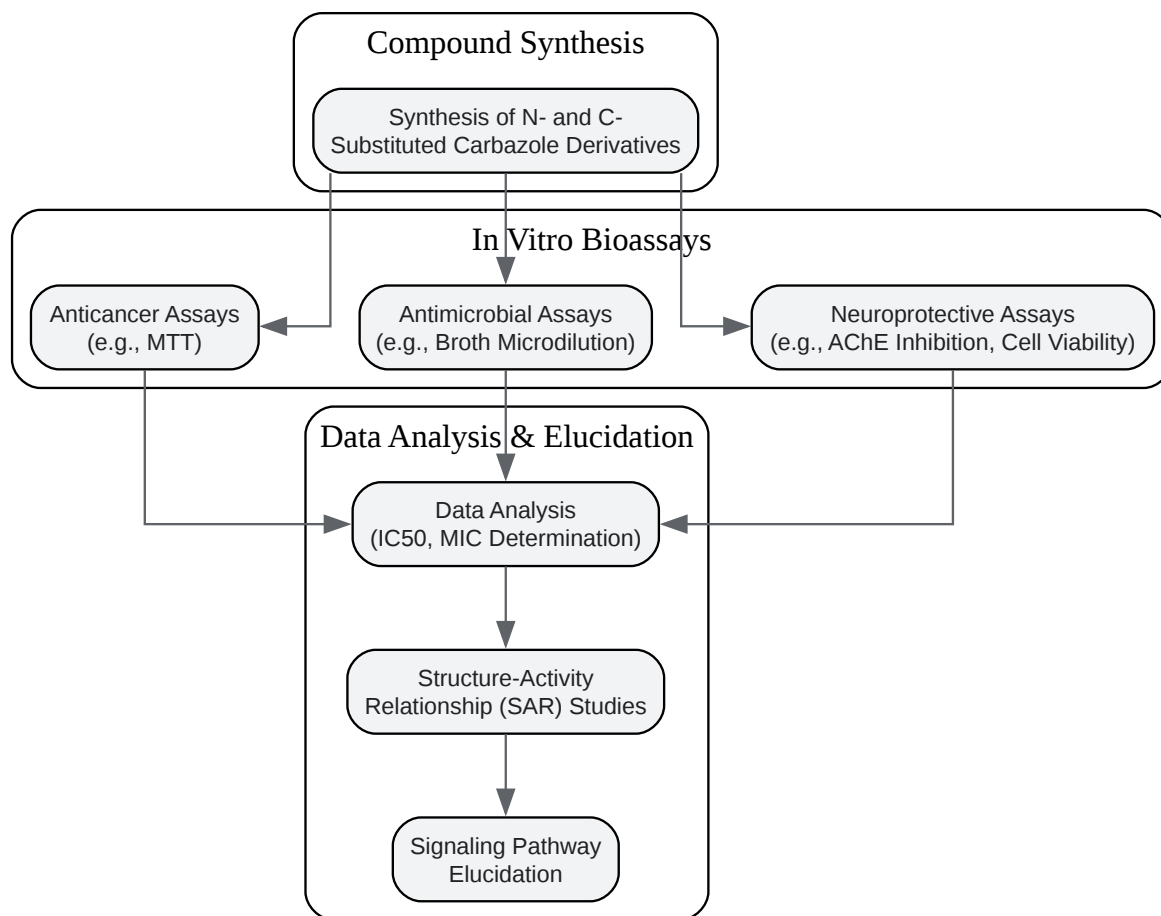 Compound Synthesis
Synthesis of N- and C-
Substituted Carbazole Derivatives
In Vitro Bioassays
Anticancer Assays
(e.g., MTT)
Antimicrobial Assays
(e.g., Broth Microdilution)
Neuroprotective Assays
(e.g., AChE Inhibition, Cell Viability)
Data Analysis & Elucidation
Data Analysis
(IC50, MIC Determination)
Structure-Activity
Relationship (SAR) Studies
Signaling Pathway
Elucidation